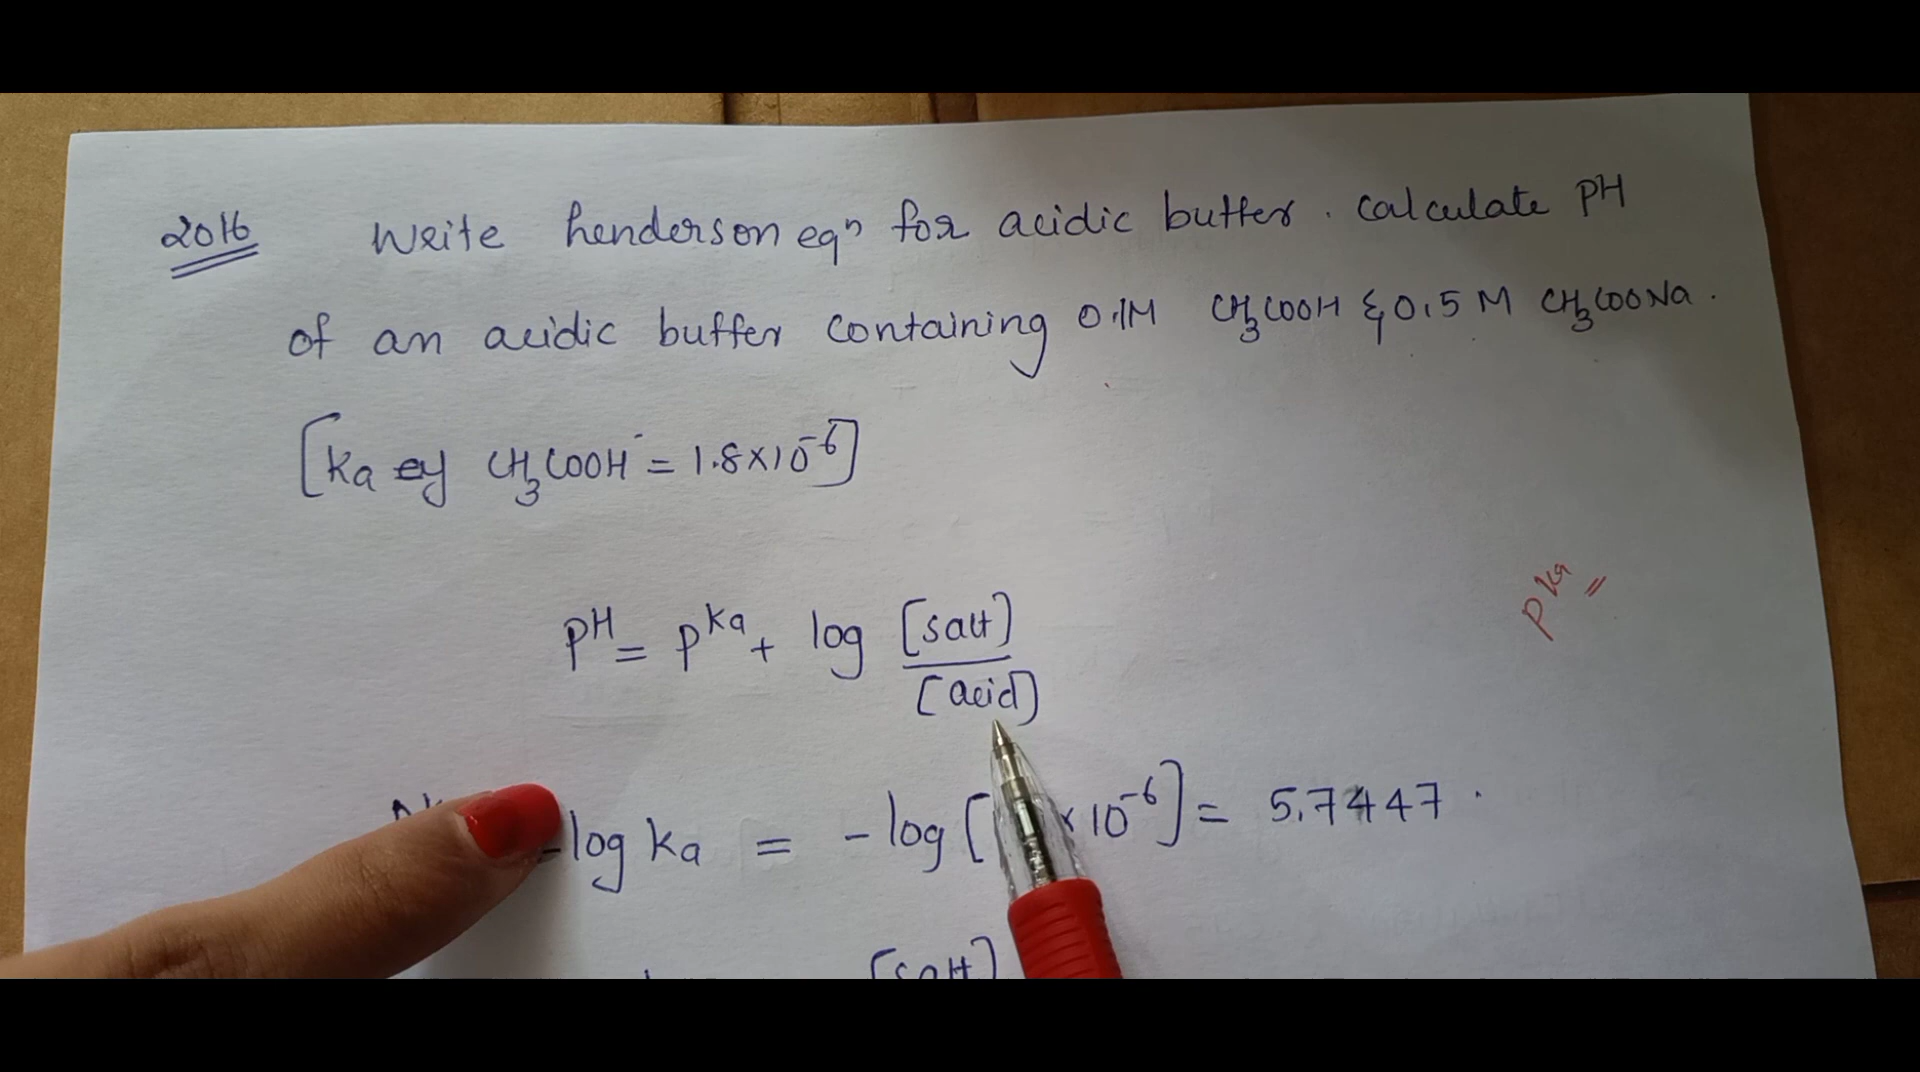 2016 Write henderson eqn for acidic buffer. Calculate PH
of an acidic buffer containing 0.1M CH3COOH & 0.5 M CH3COONa.
[Ka of CH3COOH = 1.8×10-6]
PH = Pka + log [salt]
[acid]
Pka =
-log Ka = -log [ ×10-6] = 5.7447.
[salt]